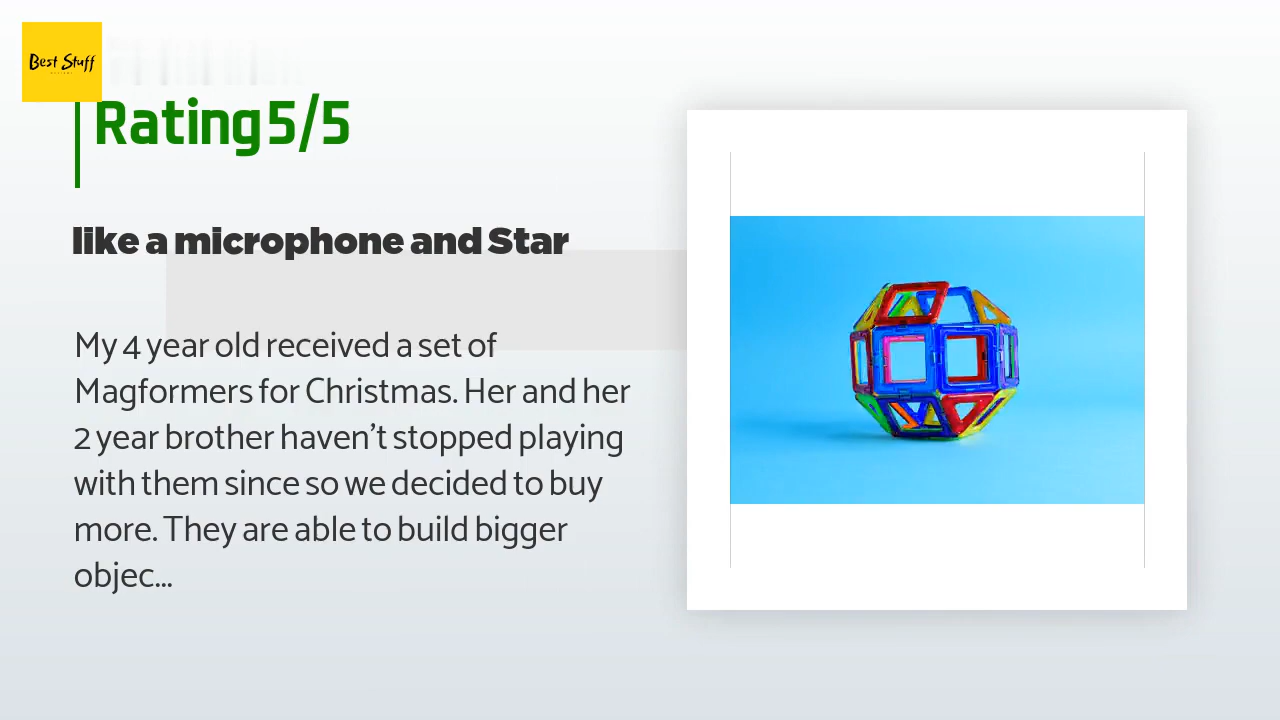 Best Stuff
Rating 5/5
like a microphone and Star
My 4 year old received a set of
Magformers for Christmas. Her and her
2 year brother haven't stopped playing
with them since so we decided to buy
more. They are able to build bigger
objec...